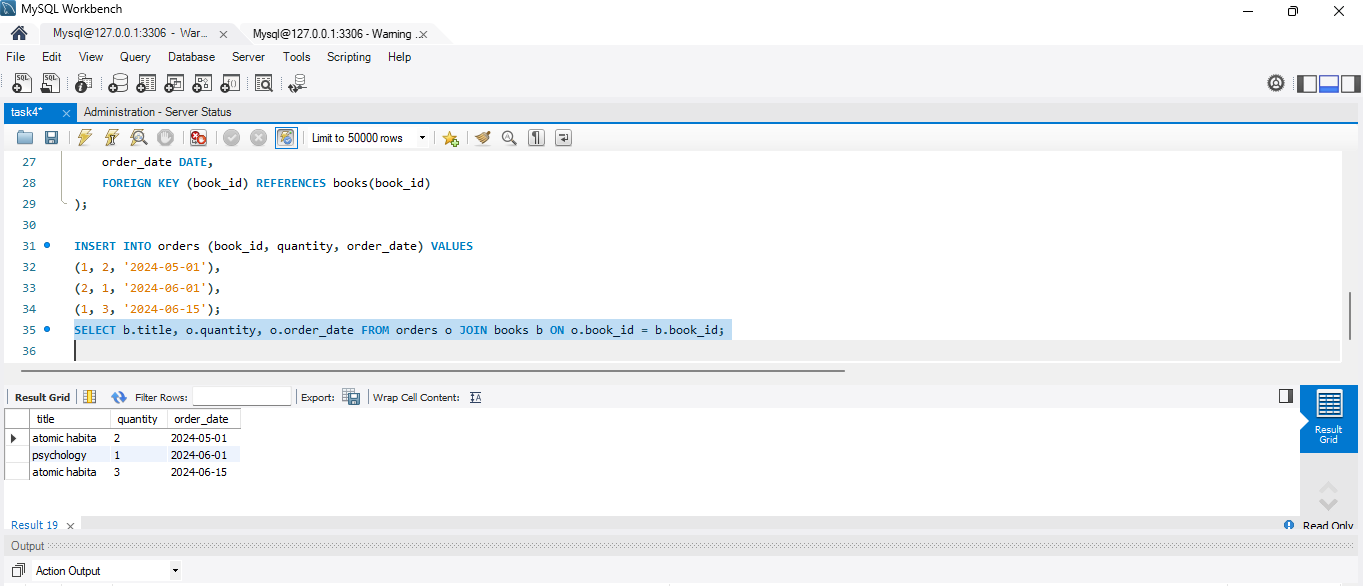 MySQL Workbench
Mysql@127.0.0.1:3306 - War... × Mysql@127.0.0.1:3306 - Warning ... ×
File Edit View Query Database Server Tools Scripting Help
task4* × Administration - Server Status
Limit to 50000 rows
27 order_date DATE,
28 FOREIGN KEY (book_id) REFERENCES books(book_id)
29 );
30
31 INSERT INTO orders (book_id, quantity, order_date) VALUES
32 (1, 2, '2024-05-01'),
33 (2, 1, '2024-06-01'),
34 (1, 3, '2024-06-15');
35 SELECT b.title, o.quantity, o.order_date FROM orders o JOIN books b ON o.book_id = b.book_id;
36
Result Grid Filter Rows: Export: Wrap Cell Content:
title quantity order_date
atomic habita 2 2024-05-01
psychology 1 2024-06-01
atomic habita 3 2024-06-15
Result
Grid
Result 19 × Read Only
Output
Action Output